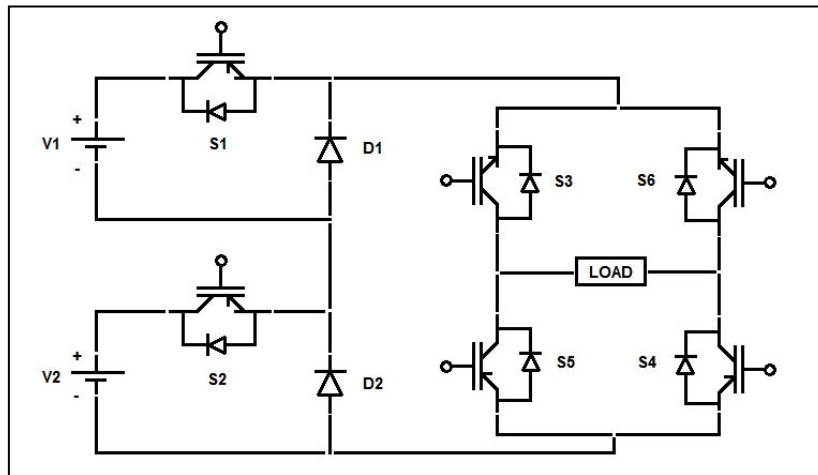 +
V1
-
S1
D1
S3
S6
LOAD
+
V2
-
S2
D2
S5
S4